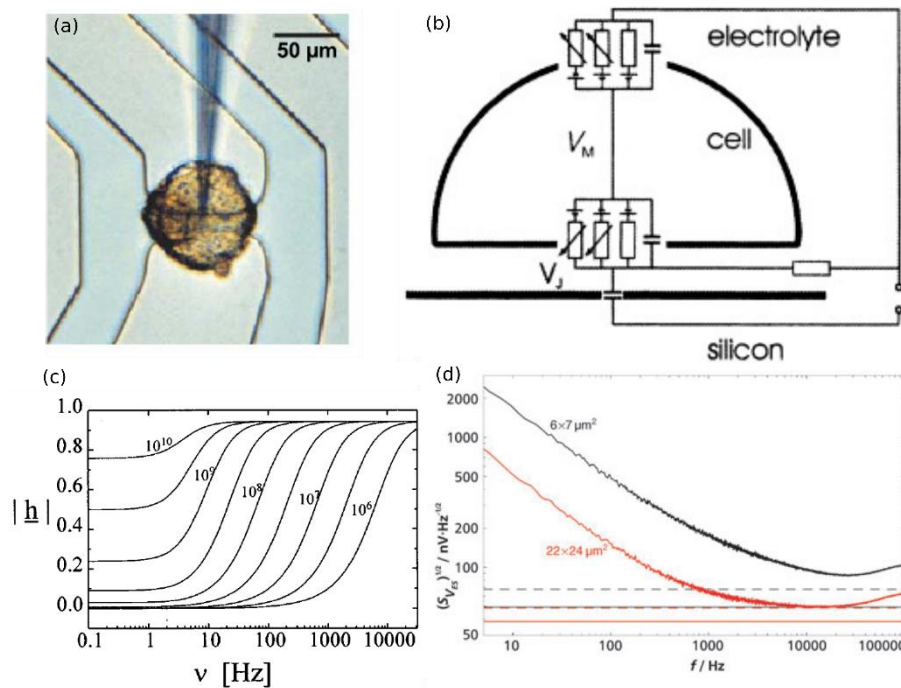 (a)
50 µm
(b)
electrolyte
V_M
cell
V_J
silicon
(c)
1.0
0.8
0.6
0.4
0.2
0.0
|h|
10^10
10^9
10^8
10^7
10^6
0.1 1 10 100 1000 10000
ν [Hz]
(d)
2000
1000
500
200
100
50
(S_{V_{ES}})^{1/2} / nV·Hz^{-1/2}
6×7 µm²
22×24 µm²
10 100 1000 10000 100000
f / Hz